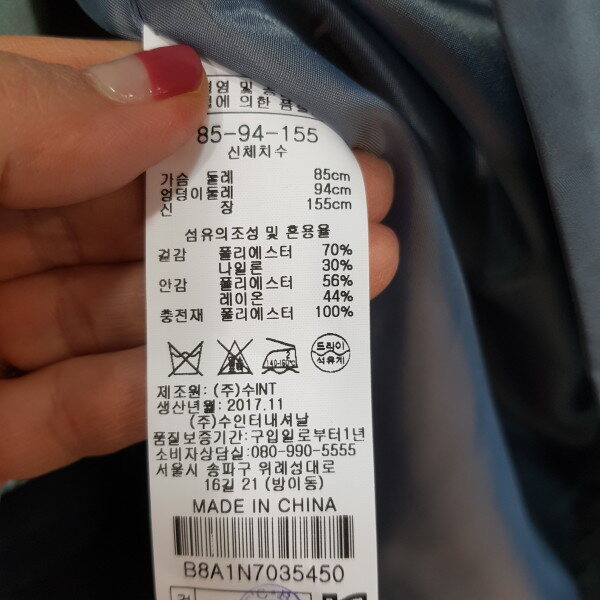 85-94-155
신체치수
가슴 둘레 85cm
엉덩이둘레 94cm
신 장 155cm
섬유의조성 및 혼용율
겉감 폴리에스터 70%
나일론 30%
안감 폴리에스터 56%
레이온 44%
충전재 폴리에스터 100%
2
140-160℃
드라이
석유계
제조원: (주)수INT
생산년월: 2017.11
(주)수인터내셔날
품질보증기간: 구입일로부터1년
소비자상담실: 080-990-5555
서울시 송파구 위례성대로
16길 21 (방이동)
MADE IN CHINA
B8A1N7035450